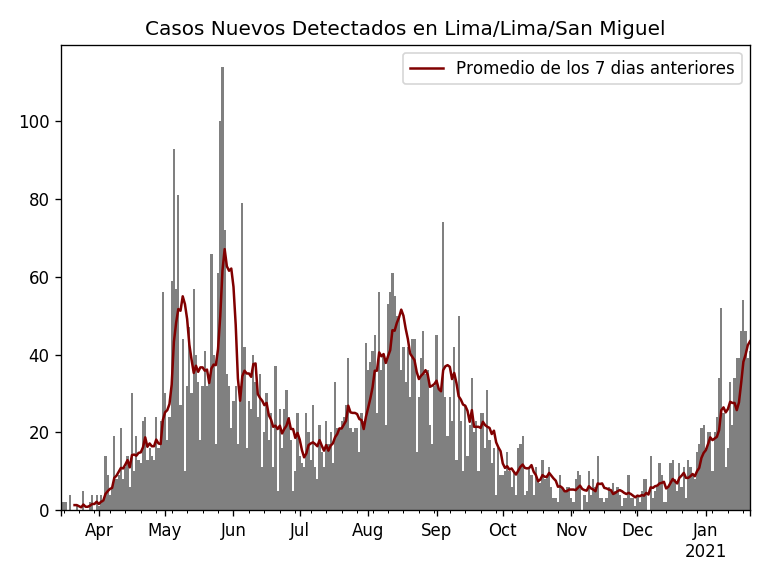 Casos Nuevos Detectados en Lima/Lima/San Miguel
Promedio de los 7 dias anteriores
100
80
60
40
20
0
Apr May Jun Jul Aug Sep Oct Nov Dec Jan
2021